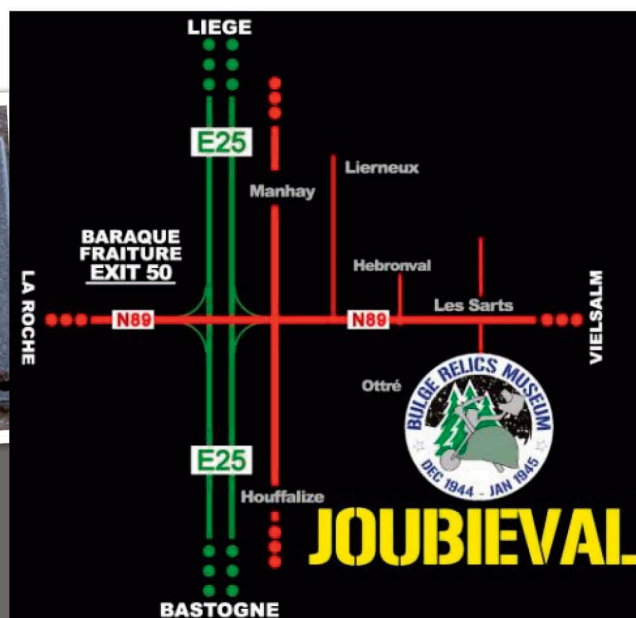 LIEGE
E25
Lierneux
Manhay
BARAQUE
FRAITURE
EXIT 50
Hebronval
Les Sarts
LA ROCHE
N89
N89
VIELSALM
Ottré
BULGE RELICS MUSEUM
DEC 1944 - JAN 1945
E25
Houffalize
JOUBIEVAL
BASTOGNE